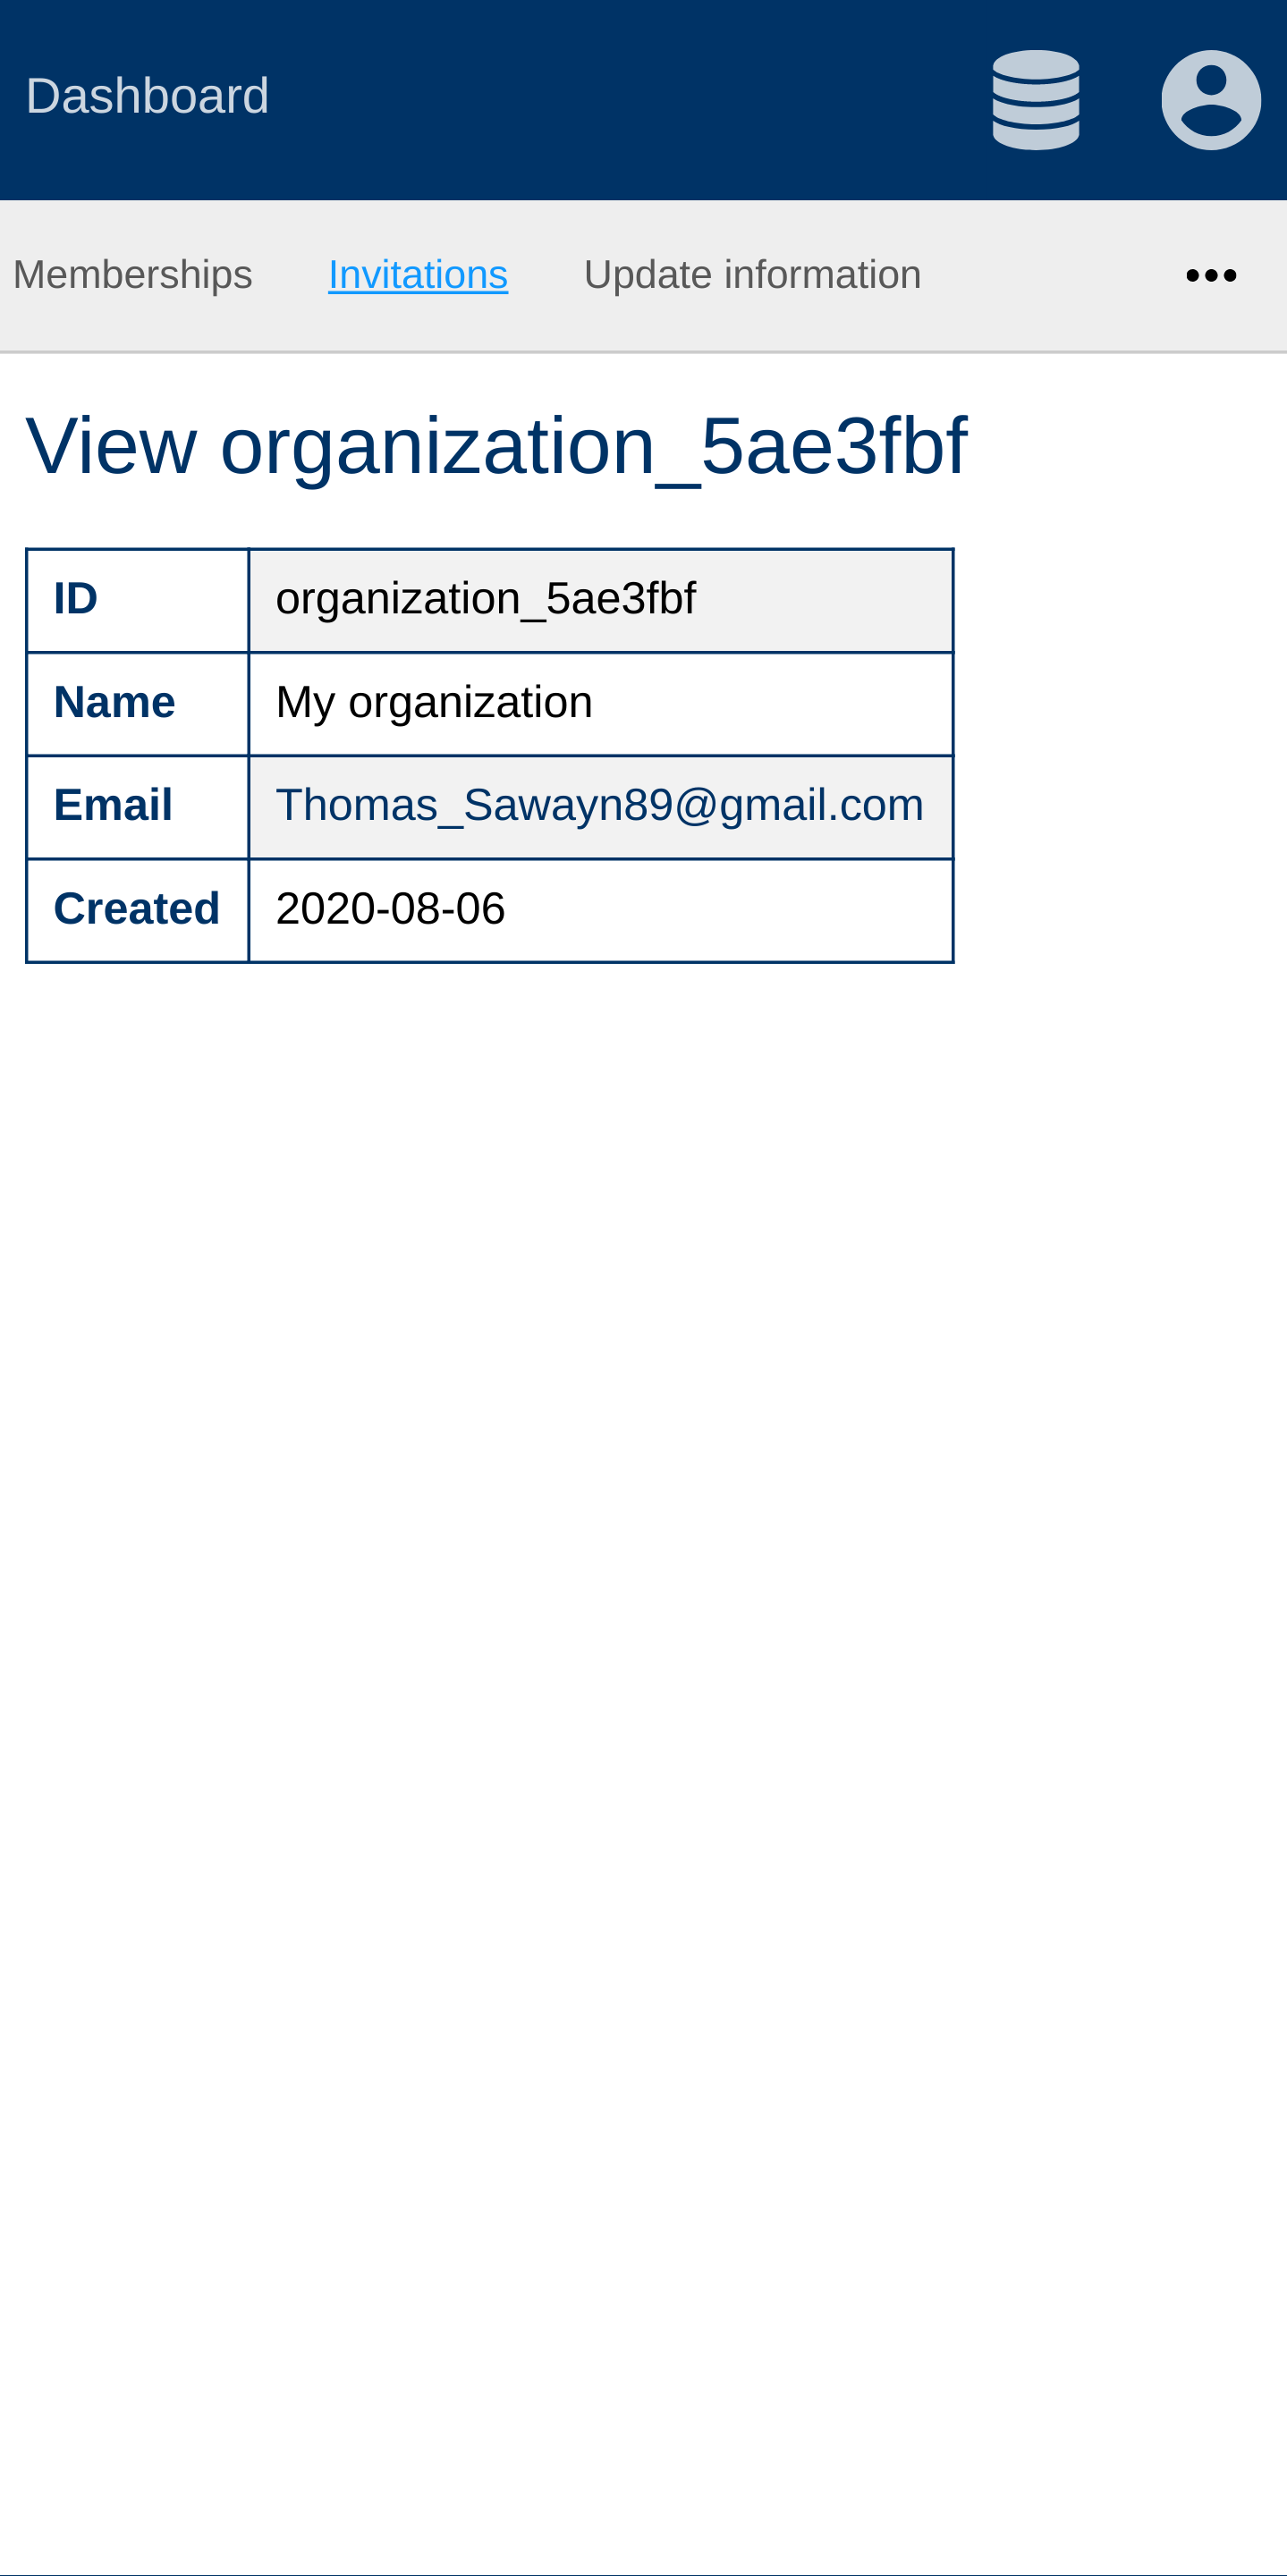 Dashboard
Memberships Invitations Update information
View organization_5ae3fbf
ID organization_5ae3fbf
Name My organization
Email Thomas_Sawayn89@gmail.com
Created 2020-08-06